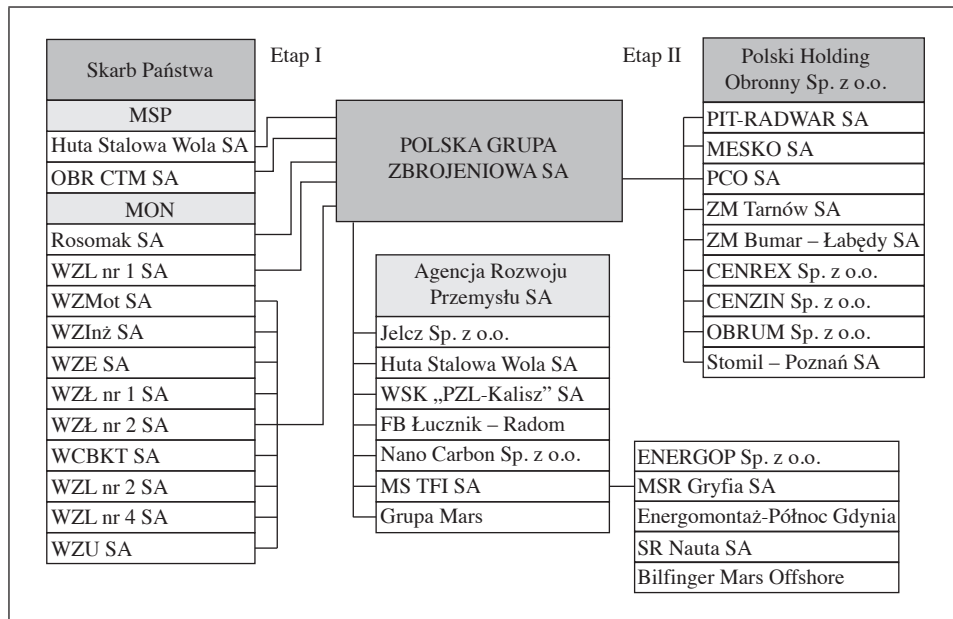 Skarb Państwa
MSP
Huta Stalowa Wola SA
OBR CTM SA
MON
Rosomak SA
WZL nr 1 SA
WZMot SA
WZInż SA
WZE SA
WZŁ nr 1 SA
WZŁ nr 2 SA
WCBKT SA
WZL nr 2 SA
WZL nr 4 SA
WZU SA
Etap I
POLSKA GRUPA
ZBROJENIOWA SA
Agencja Rozwoju
Przemysłu SA
Jelcz Sp. z o.o.
Huta Stalowa Wola SA
WSK „PZL-Kalisz” SA
FB Łucznik – Radom
Nano Carbon Sp. z o.o.
MS TFI SA
Grupa Mars
Etap II
Polski Holding
Obronny Sp. z o.o.
PIT-RADWAR SA
MESKO SA
PCO SA
ZM Tarnów SA
ZM Bumar – Łabędy SA
CENREX Sp. z o.o.
CENZIN Sp. z o.o.
OBRUM Sp. z o.o.
Stomil – Poznań SA
ENERGOP Sp. z o.o.
MSR Gryfia SA
Energomontaż-Północ Gdynia
SR Nauta SA
Bilfinger Mars Offshore